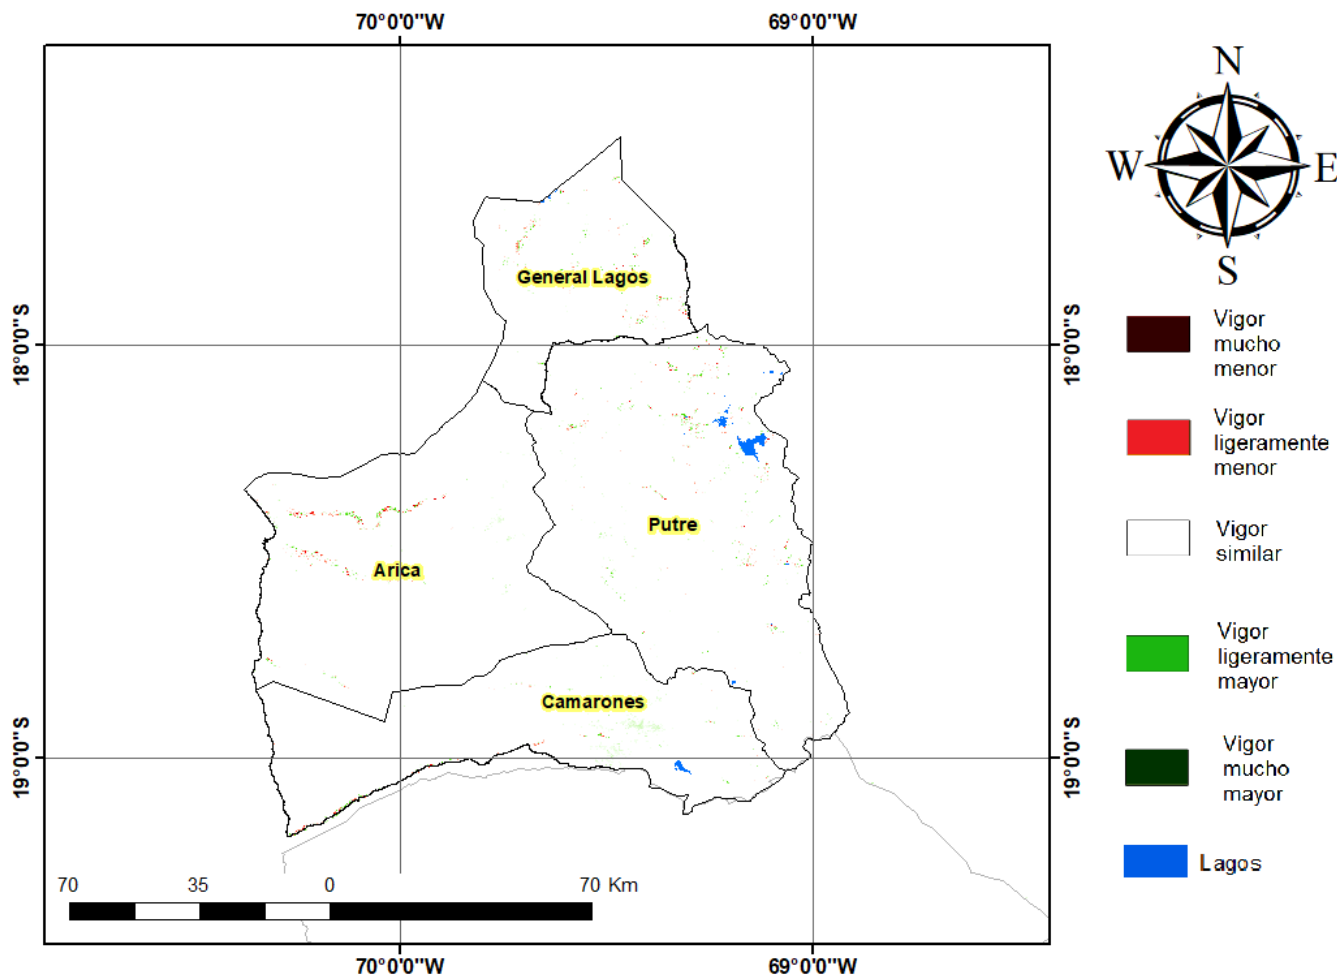 70°0'0"W
69°0'0"W
N
W
E
S
18°0'0"S
18°0'0"S
19°0'0"S
19°0'0"S
General Lagos
Putre
Arica
Camarones
Vigor
mucho
menor
Vigor
ligeramente
menor
Vigor
similar
Vigor
ligeramente
mayor
Vigor
mucho
mayor
Lagos
70
35
0
70 Km
70°0'0"W
69°0'0"W